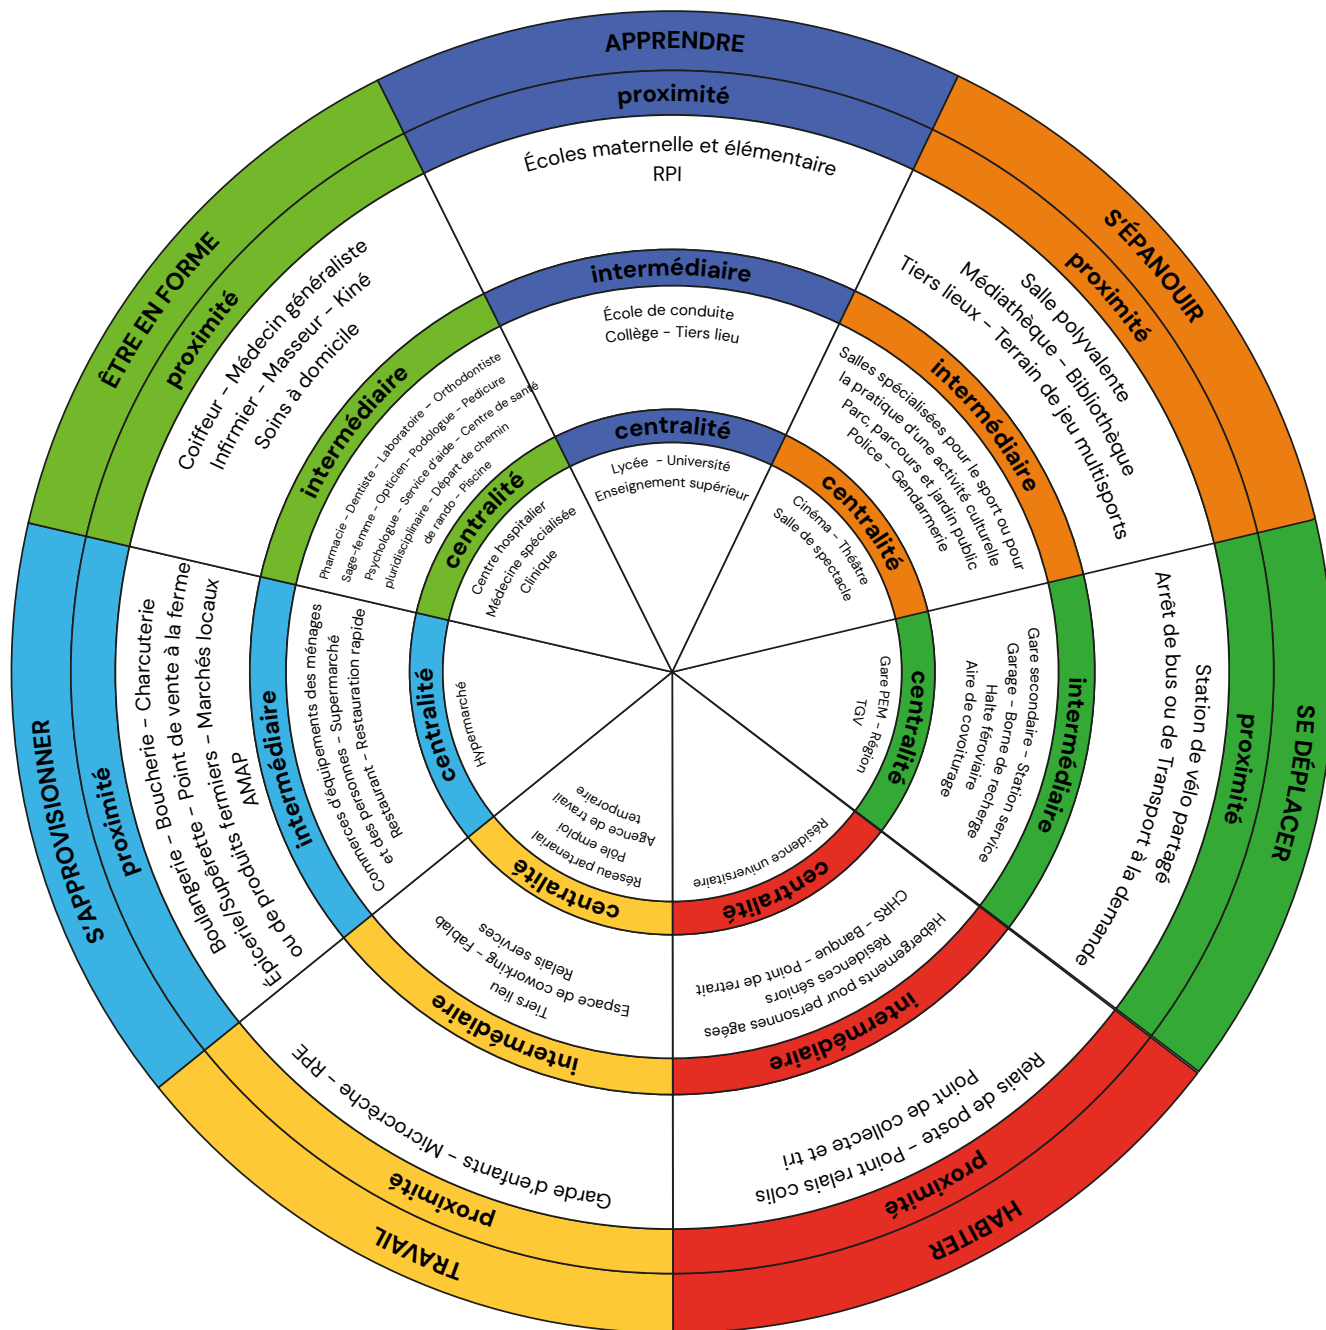 APPRENDRE
proximité
Écoles maternelle et élémentaire
RPI
intermédiaire
École de conduite
Collège - Tiers lieu
centralité
Lycée - Université
Enseignement supérieur
S'ÉPANOUIR
proximité
Salle polyvalente
Médiathèque - Bibliothèque
Tiers lieux - Terrain de jeu multisports
intermédiaire
Salles spécialisées pour le sport ou pour
la pratique d'une activité culturelle
Parc, parcours et jardin public
Police - Gendarmerie
centralité
Cinéma - Théâtre
Salle de spectacle
SE DÉPLACER
proximité
Station de vélo partagé
Arrêt de bus ou de Transport à la demande
intermédiaire
Gare secondaire - Station service
Garage - Borne de recherge
Halte féroviaire
Aire de covoiturage
centralité
Gare PEM - Région
TGV
HABITER
proximité
Relais de poste - Point relais colis
Point de collecte et tri
intermédiaire
Hébergements pour personnes agées
Résidences séniors
CHRS - Banque - Point de retrait
centralité
Résidence universitaire
TRAVAIL
proximité
Garde d'enfants - Microcrèche - RPE
intermédiaire
Tiers lieu
Espace de coworking - Fablab
Relais services
centralité
Réseau partenarial
Pôle emploi
Agence de travail
temporaire
S'APPROVISIONNER
proximité
Boulangerie - Boucherie - Charcuterie
Épicerie/Supérette - Point de vente à la ferme
ou de produits fermiers - Marchés locaux
AMAP
intermédiaire
Commerces d'équipements des ménages
et des personnes - Supermarché
Restaurant - Restauration rapide
centralité
Hypermarché
ÊTRE EN FORME
proximité
Coiffeur - Médecin généraliste
Infirmier - Masseur - Kiné
Soins à domicile
intermédiaire
Pharmacie - Dentiste - Laboratoire - Orthodontiste
Sage-femme - Opticien- Podologue - Pedicure
Psychologue - Service d'aide - Centre de santé
pluridisciplinaire - Départ de chemin
de rando - Piscine
centralité
Centre hospitalier
Médecine spécialisée
Clinique